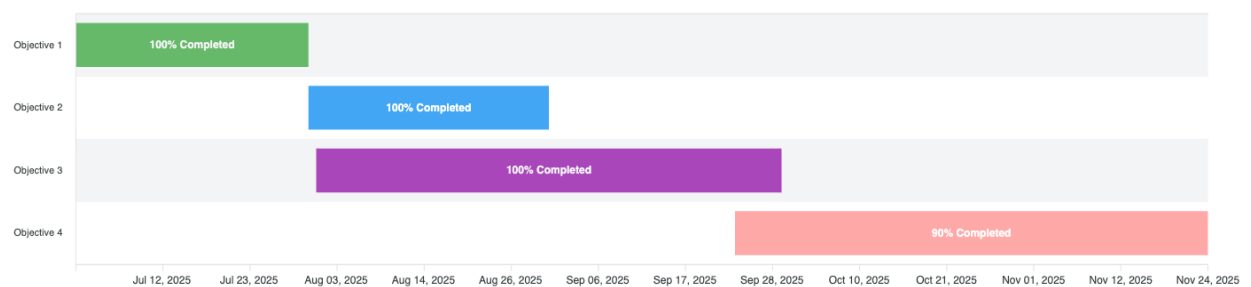 Objective 1
100% Completed
Objective 2
100% Completed
Objective 3
100% Completed
Objective 4
90% Completed
Jul 12, 2025 Jul 23, 2025 Aug 03, 2025 Aug 14, 2025 Aug 26, 2025 Sep 06, 2025 Sep 17, 2025 Sep 28, 2025 Oct 10, 2025 Oct 21, 2025 Nov 01, 2025 Nov 12, 2025 Nov 24, 2025